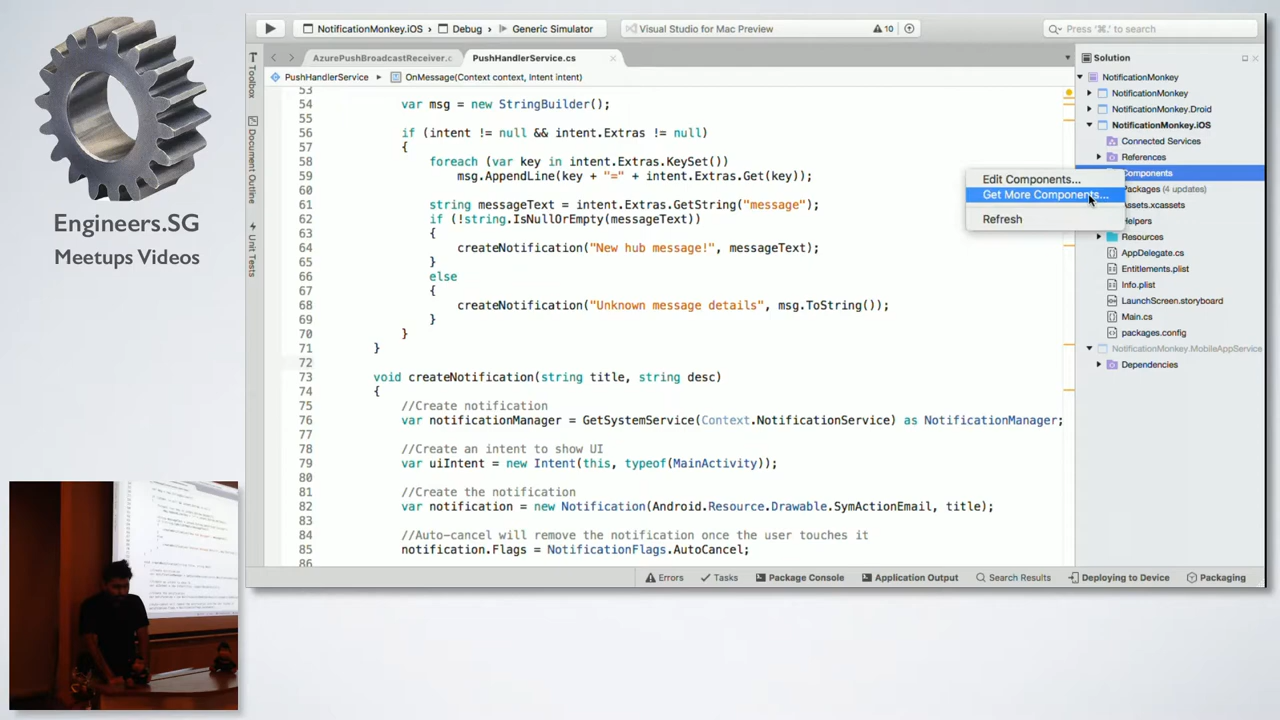 Engineers.SG
Meetups Videos
NotificationMonkey.iOS
Debug
Generic Simulator
Visual Studio for Mac Preview
10
Press '⌘.' to search
AzurePushBroadcastReceiver.c
PushHandlerService.cs
PushHandlerService
OnMessage(Context context, Intent intent)
Toolbox
Document Outline
Unit Tests
53
54 var msg = new StringBuilder();
55
56 if (intent != null && intent.Extras != null)
57 {
58 foreach (var key in intent.Extras.KeySet())
59 msg.AppendLine(key + "=" + intent.Extras.Get(key));
60
61 string messageText = intent.Extras.GetString("message");
62 if (!string.IsNullOrEmpty(messageText))
63 {
64 createNotification("New hub message!", messageText);
65 }
66 else
67 {
68 createNotification("Unknown message details", msg.ToString());
69 }
70 }
71 }
72
73 void createNotification(string title, string desc)
74 {
75 //Create notification
76 var notificationManager = GetSystemService(Context.NotificationService) as NotificationManager;
77
78 //Create an intent to show UI
79 var uiIntent = new Intent(this, typeof(MainActivity));
80
81 //Create the notification
82 var notification = new Notification(Android.Resource.Drawable.SymActionEmail, title);
83
84 //Auto-cancel will remove the notification once the user touches it
85 notification.Flags = NotificationFlags.AutoCancel;
86
Edit Components...
Get More Components...
Refresh
Solution
NotificationMonkey
NotificationMonkey
NotificationMonkey.Droid
NotificationMonkey.iOS
Connected Services
References
Components
Packages (4 updates)
Assets.xcassets
Helpers
Resources
AppDelegate.cs
Entitlements.plist
Info.plist
LaunchScreen.storyboard
Main.cs
packages.config
NotificationMonkey.MobileAppService
Dependencies
Errors
Tasks
Package Console
Application Output
Search Results
Deploying to Device
Packaging